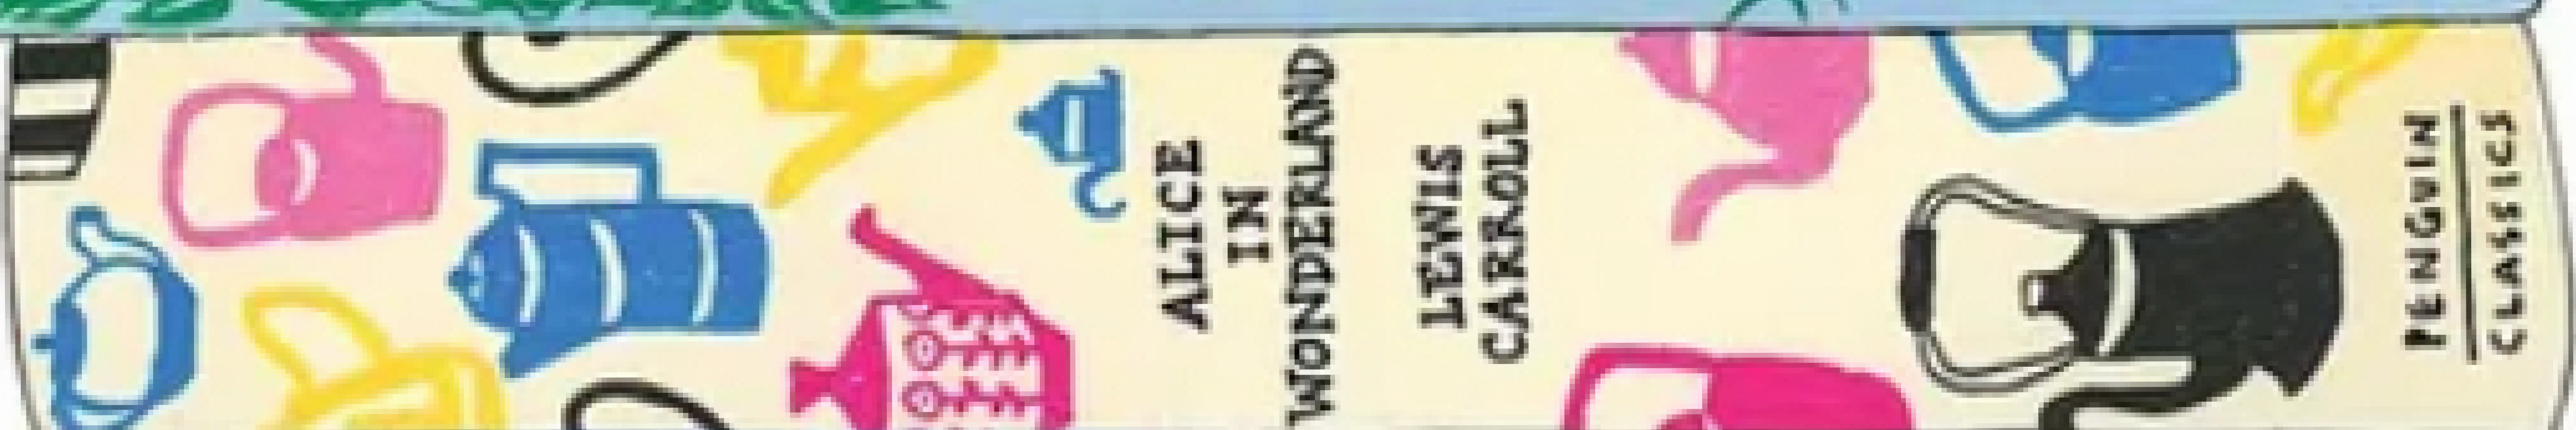 ALICE
IN
WONDERLAND
LEWIS
CARROLL
PENGUIN
CLASSICS